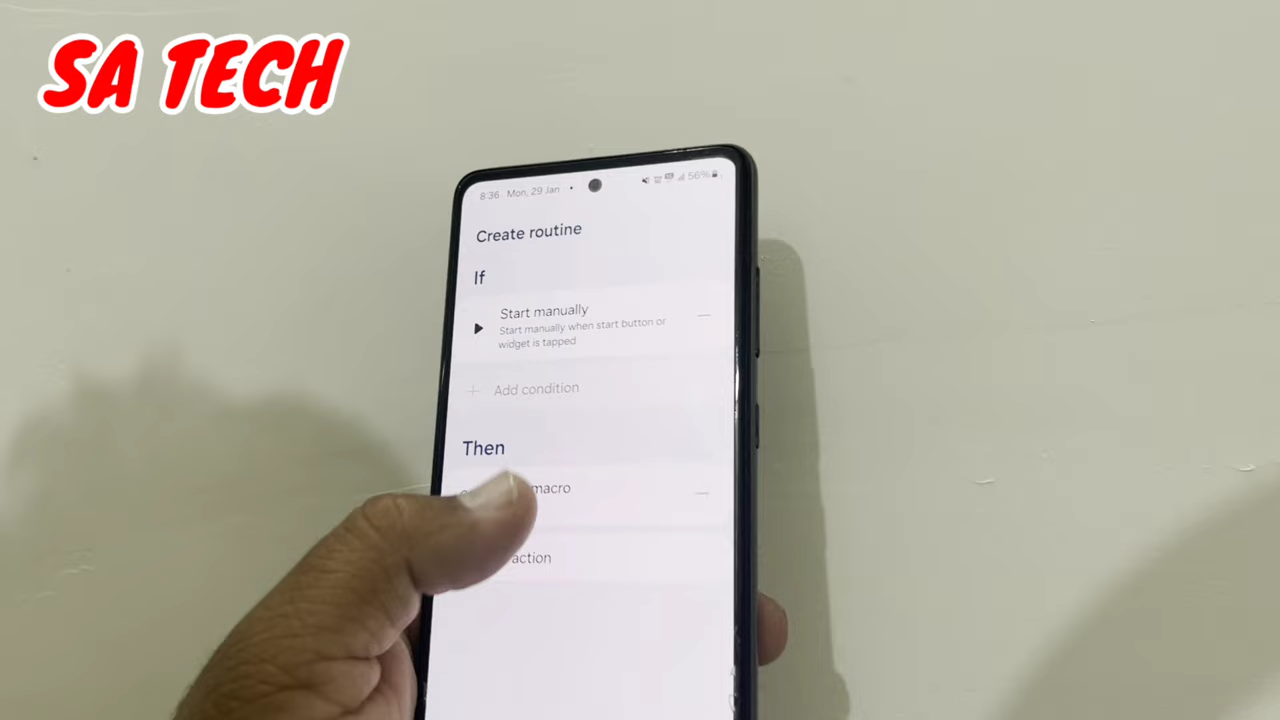 SA TECH
8:36 Mon, 29 Jan • 56%
Create routine
If
Start manually
Start manually when start button or
widget is tapped
Add condition
Then
macro
action